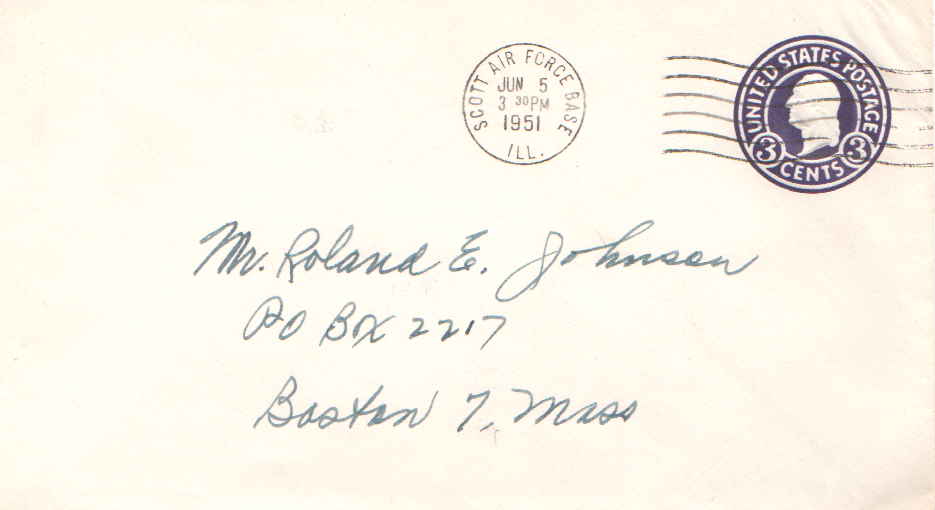 SCOTT AIR FORCE BASE
JUN 5
3 30PM
1951
ILL.
UNITED STATES POSTAGE
3 3
CENTS
Mr. Roland E. Johnson
PO BOX 2217
Boston 7, Mass